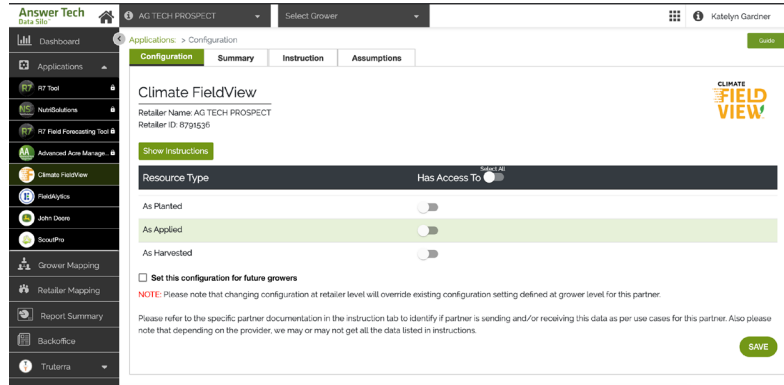 Answer Tech
Data Silo
AG TECH PROSPECT
Select Grower
Katelyn Gardner
Dashboard
Applications
R7 R7 Tool
NS NutriSolutions
R7 R7 Field Forecasting Tool
AA Advanced Acre Manage..
Climate FieldView
FieldAlytics
John Deere
ScoutPro
Grower Mapping
Retailer Mapping
Report Summary
Backoffice
Truterra
Applications: > Configuration
Guide
Configuration Summary Instruction Assumptions
Climate FieldView
CLIMATE
FIELD
VIEW
Retailer Name: AG TECH PROSPECT
Retailer ID: 8791536
Show Instructions
Select All
Resource Type Has Access To
As Planted
As Applied
As Harvested
Set this configuration for future growers
NOTE: Please note that changing configuration at retailer level will override existing configuration setting defined at grower level for this partner.
Please refer to the specific partner documentation in the instruction tab to identify if partner is sending and/or receiving this data as per use cases for this partner. Also please
note that depending on the provider, we may or may not get all the data listed in instructions.
SAVE